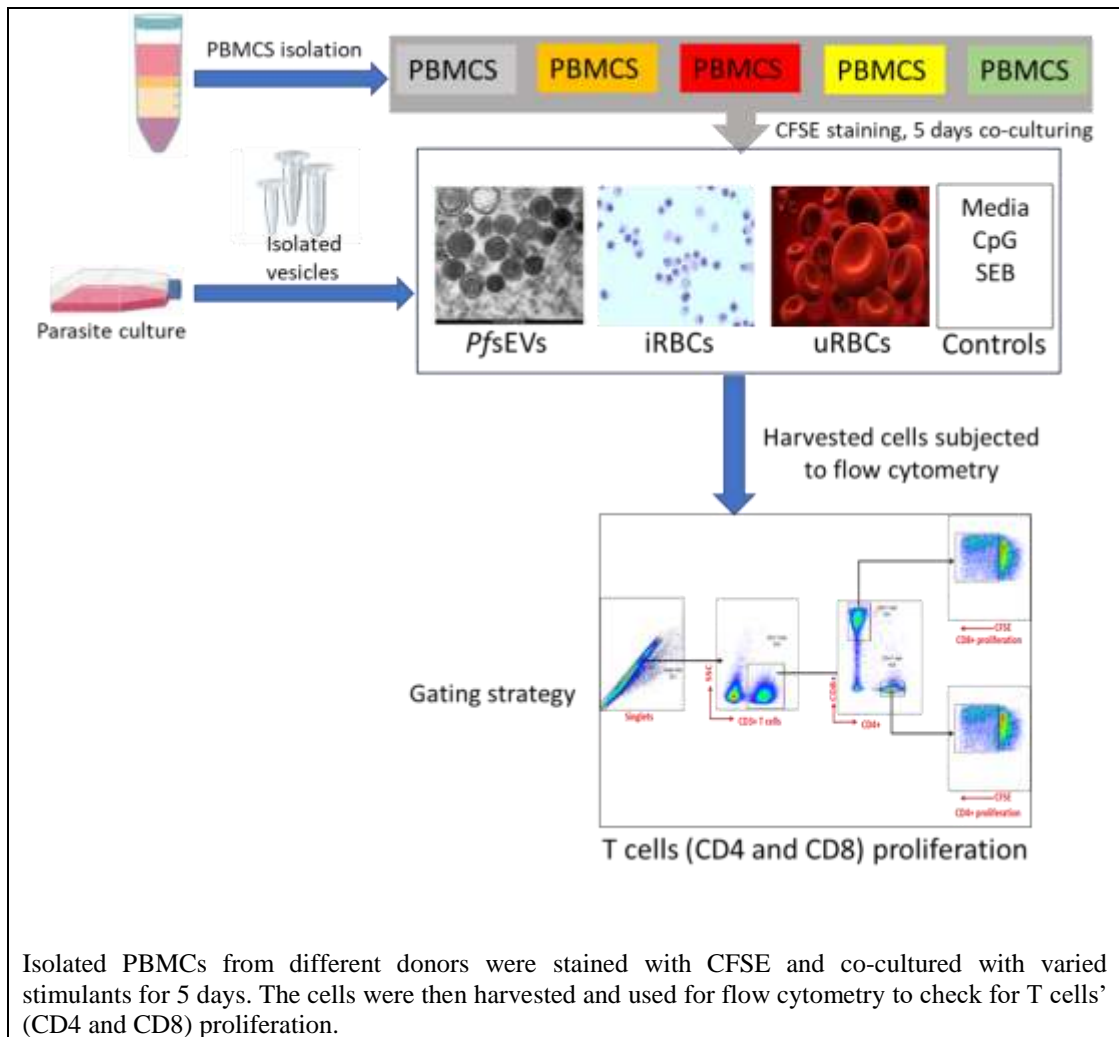 PBMCS isolation
PBMCS PBMCS PBMCS PBMCS PBMCS
CFSE staining, 5 days co-culturing
Isolated
vesicles
Parasite culture
PfsEVs
iRBCs
uRBCs
Media
CpG
SEB
Controls
Harvested cells subjected
to flow cytometry
Gating strategy
Singlets
SSC
CD3+ T cells
CD8+
CD4+
CFSE
CD8+ proliferation
CFSE
CD4+ proliferation
T cells (CD4 and CD8) proliferation
Isolated PBMCs from different donors were stained with CFSE and co-cultured with varied
stimulants for 5 days. The cells were then harvested and used for flow cytometry to check for T cells’
(CD4 and CD8) proliferation.